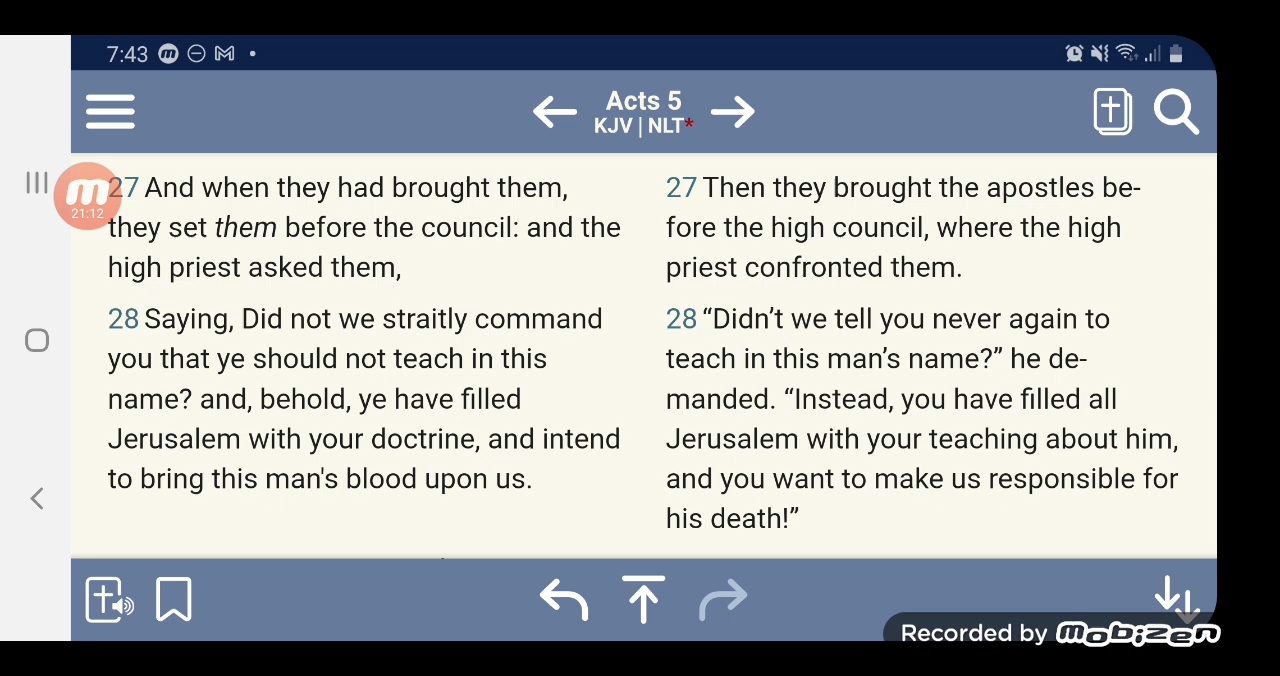 7:43
Acts 5
KJV | NLT*
21:12
27 And when they had brought them,
they set them before the council: and the
high priest asked them,
28 Saying, Did not we straitly command
you that ye should not teach in this
name? and, behold, ye have filled
Jerusalem with your doctrine, and intend
to bring this man's blood upon us.
27 Then they brought the apostles be-
fore the high council, where the high
priest confronted them.
28 “Didn’t we tell you never again to
teach in this man’s name?” he de-
manded. “Instead, you have filled all
Jerusalem with your teaching about him,
and you want to make us responsible for
his death!”
Recorded by Mobizen